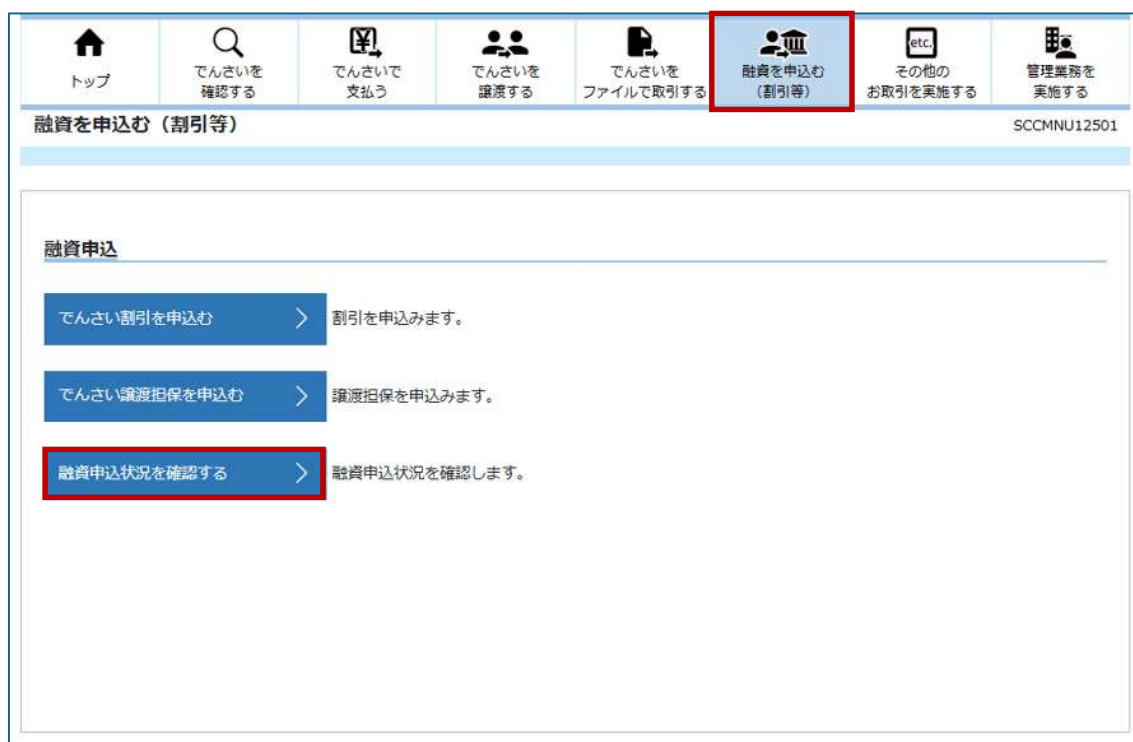 トップ
でんさいを
確認する
でんさいで
支払う
でんさいを
譲渡する
でんさいを
ファイルで取引する
融資を申込む
(割引等)
etc.
その他の
お取引を実施する
管理業務を
実施する
融資を申込む（割引等）
SCCMNU12501
融資申込
でんさい割引を申込む
割引を申込みます。
でんさい譲渡担保を申込む
譲渡担保を申込みます。
融資申込状況を確認する
融資申込状況を確認します。